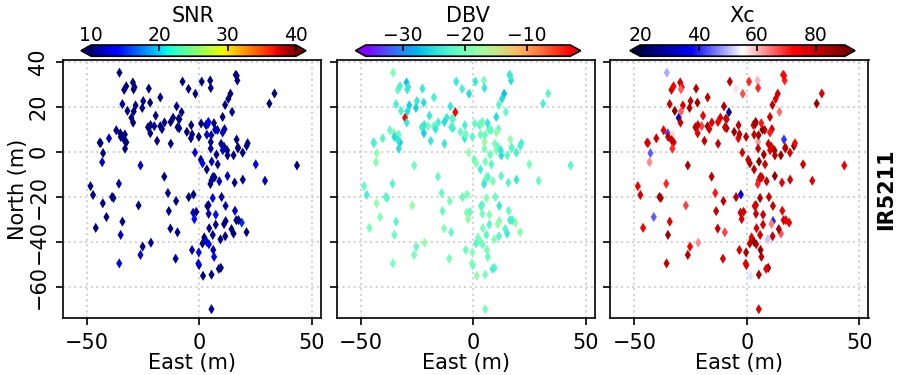 SNR DBV Xc
10 20 30 40 −30 −20 −10 20 40 60 80
40
20
0
−20
−40
−60
North (m)
−50 0 50 −50 0 50 −50 0 50
East (m) East (m) East (m)
IR5211